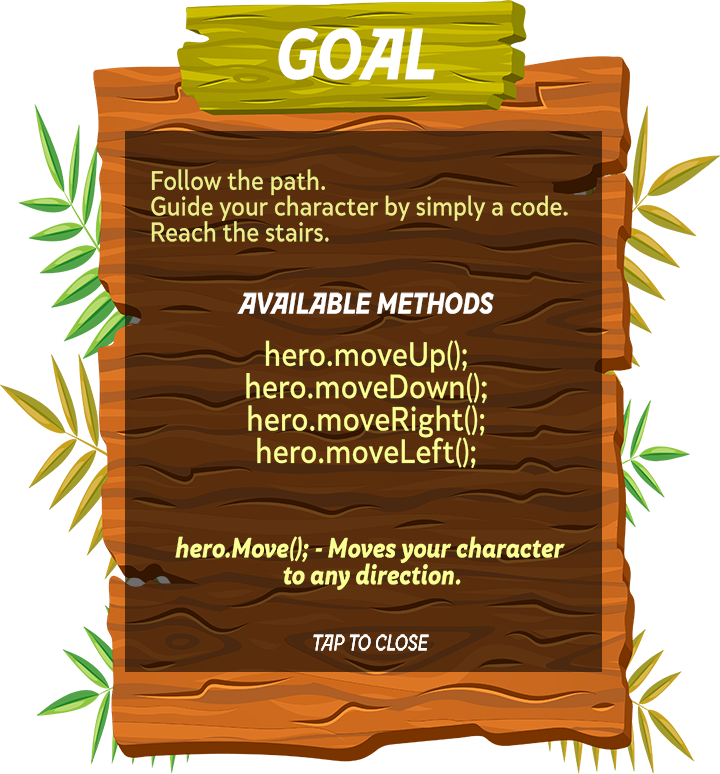 GOAL
Follow the path.
Guide your character by simply a code.
Reach the stairs.
AVAILABLE METHODS
hero.moveUp();
hero.moveDown();
hero.moveRight();
hero.moveLeft();
hero.Move(); - Moves your character
to any direction.
TAP TO CLOSE